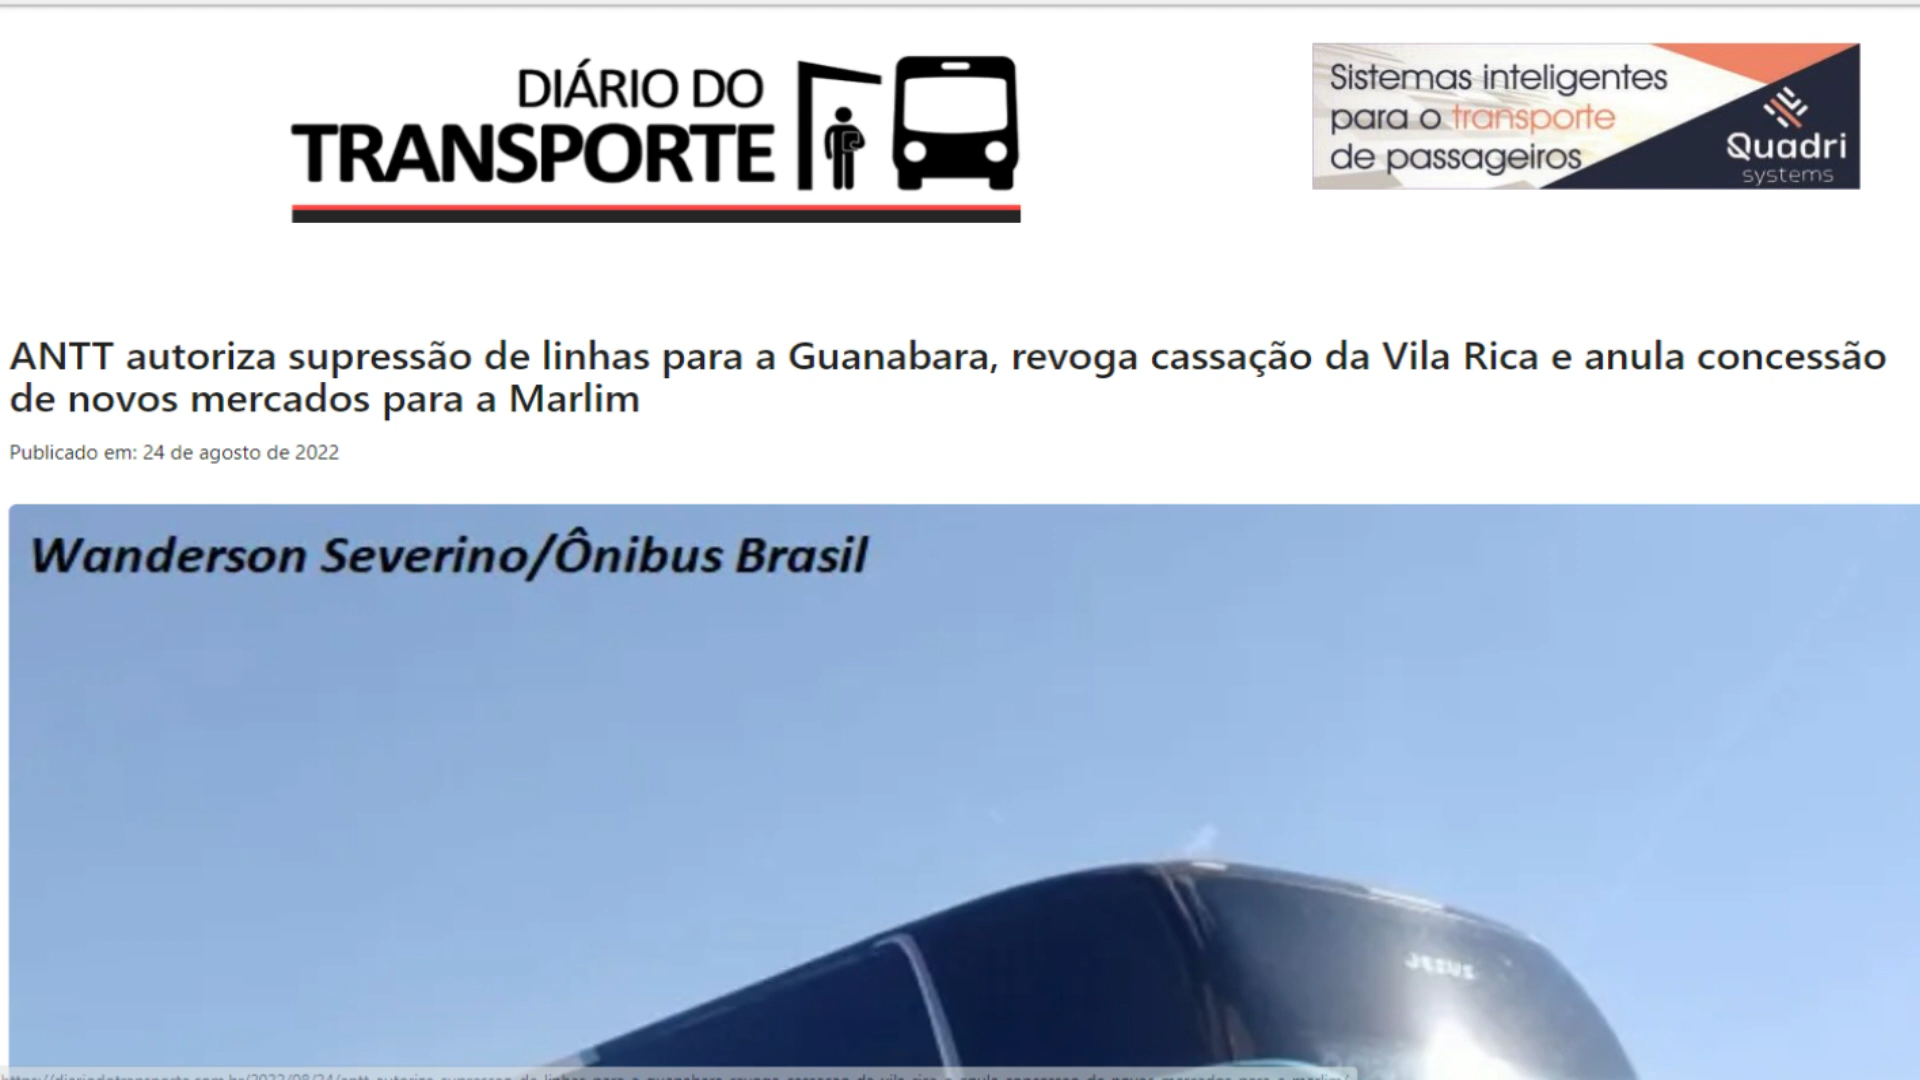 DIÁRIO DO
TRANSPORTE
Sistemas inteligentes
para o transporte
de passageiros
Quadri
systems
ANTT autoriza supressão de linhas para a Guanabara, revoga cassação da Vila Rica e anula concessão
de novos mercados para a Marlim
Publicado em: 24 de agosto de 2022
Wanderson Severino/Ônibus Brasil
JESUS